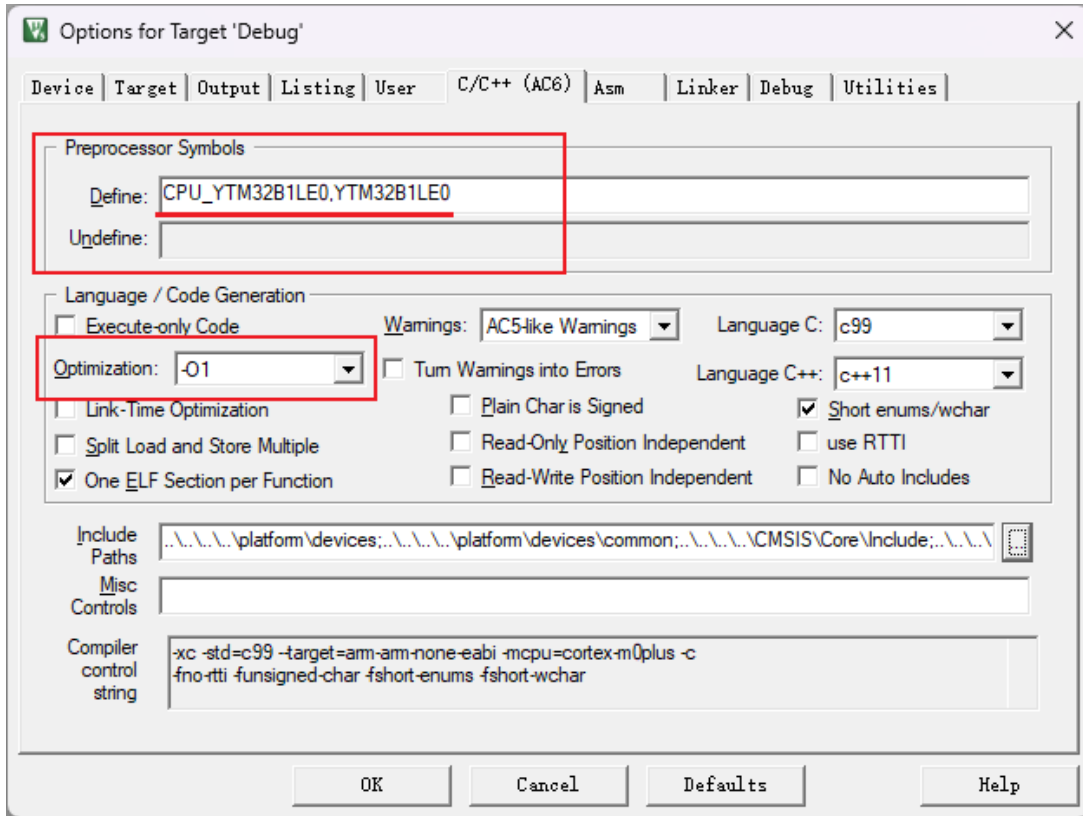 Options for Target 'Debug'
Device Target Output Listing User C/C++ (AC6) Asm Linker Debug Utilities
Preprocessor Symbols
Define: CPU_YTM32B1LE0,YTM32B1LE0
Undefine:
Language / Code Generation
Execute-only Code Warnings: AC5-like Warnings Language C: c99
Optimization: -O1 Turn Warnings into Errors Language C++: c++11
Link-Time Optimization Plain Char is Signed Short enums/wchar
Split Load and Store Multiple Read-Only Position Independent use RTTI
One ELF Section per Function Read-Write Position Independent No Auto Includes
Include Paths ..\..\..\..\platform\devices;..\..\..\..\platform\devices\common;..\..\..\..\CMSIS\Core\Include;..\..\..\ ...
Misc Controls
Compiler control string -xc -std=c99 --target=arm-arm-none-eabi -mcpu=cortex-m0plus -c
-fno-rtti -funsigned-char -fshort-enums -fshort-wchar
OK Cancel Defaults Help